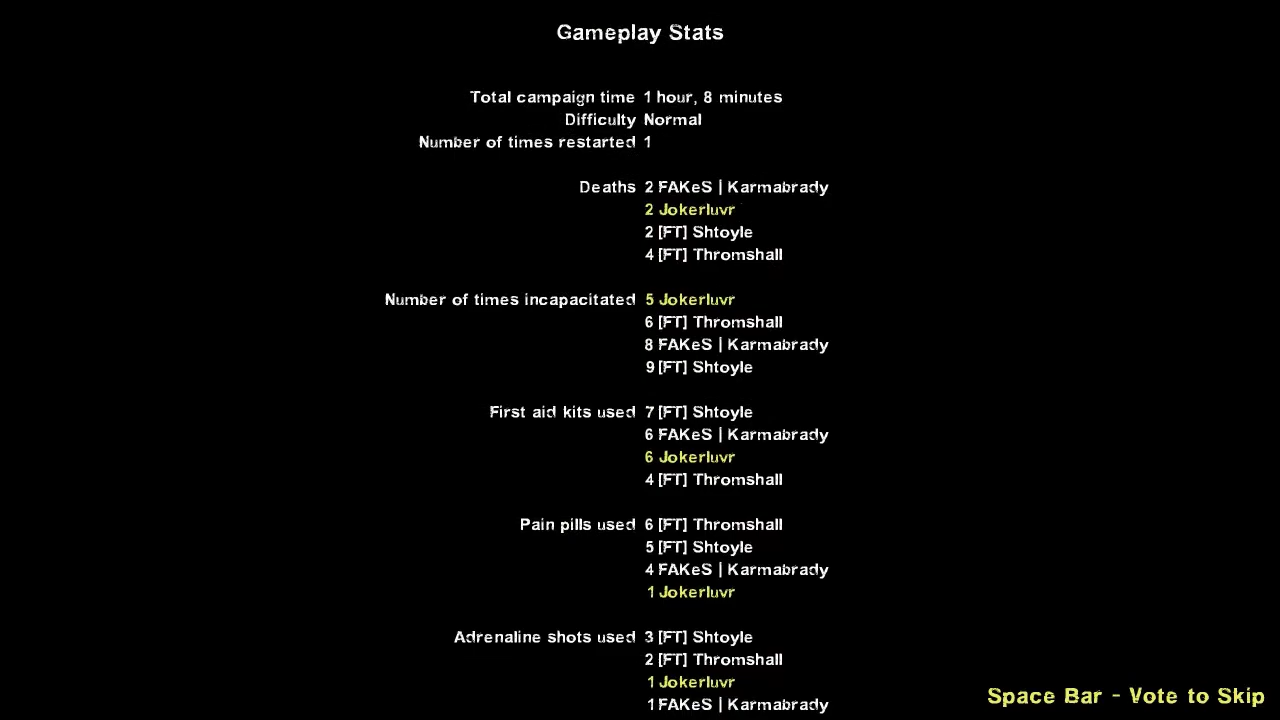 Gameplay Stats
Total campaign time 1 hour, 8 minutes
Difficulty Normal
Number of times restarted 1
Deaths 2 FAKeS | Karmabrady
2 Jokerluvr
2 [FT] Shtoyle
4 [FT] Thromshall
Number of times incapacitated 5 Jokerluvr
6 [FT] Thromshall
8 FAKeS | Karmabrady
9 [FT] Shtoyle
First aid kits used 7 [FT] Shtoyle
6 FAKeS | Karmabrady
6 Jokerluvr
4 [FT] Thromshall
Pain pills used 6 [FT] Thromshall
5 [FT] Shtoyle
4 FAKeS | Karmabrady
1 Jokerluvr
Adrenaline shots used 3 [FT] Shtoyle
2 [FT] Thromshall
1 Jokerluvr
1 FAKeS | Karmabrady
Space Bar - Vote to Skip